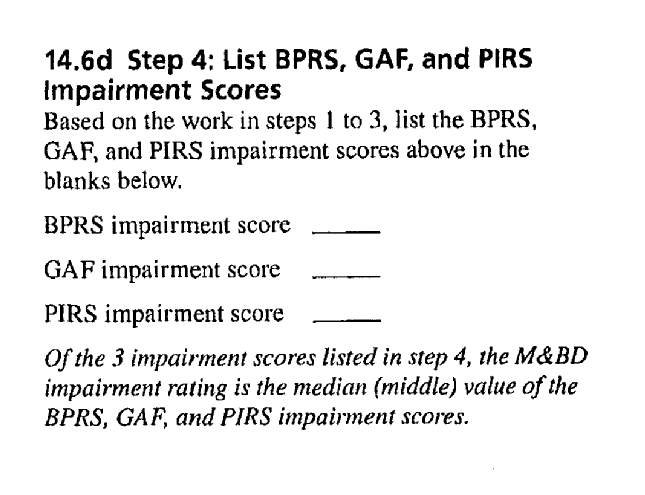 14.6d Step 4: List BPRS, GAF, and PIRS
Impairment Scores
Based on the work in steps 1 to 3, list the BPRS,
GAF, and PIRS impairment scores above in the
blanks below.
BPRS impairment score ____
GAF impairment score ____
PIRS impairment score ____
Of the 3 impairment scores listed in step 4, the M&BD
impairment rating is the median (middle) value of the
BPRS, GAF, and PIRS impairment scores.